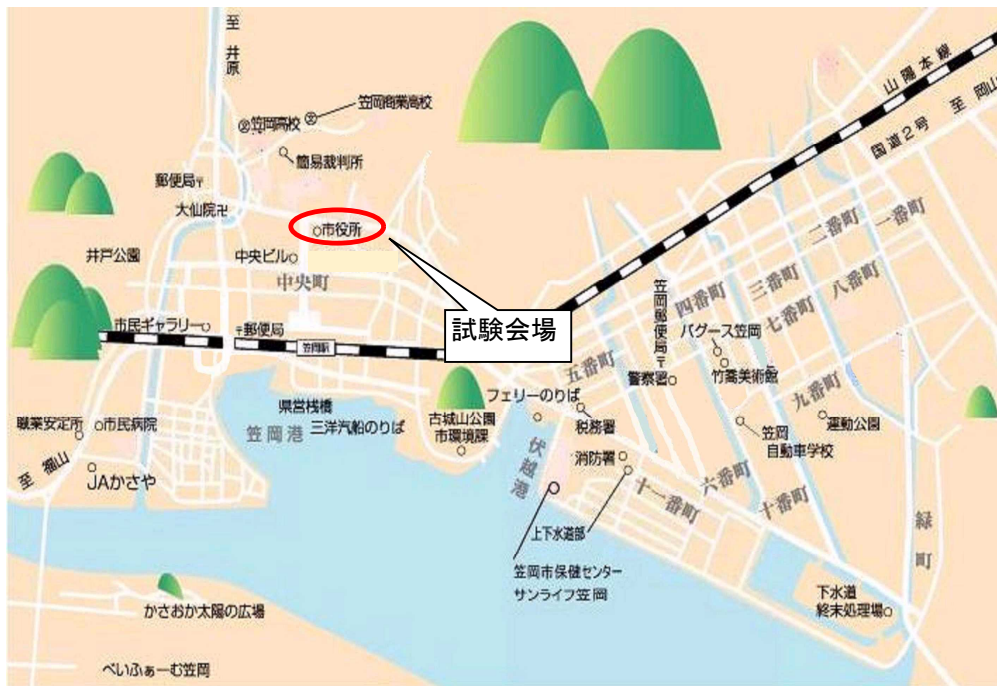 至井原
笠岡商業高校
笠岡高校
簡易裁判所
郵便局〒
大仙院卍
市役所
井戸公園
中央ビル
中央町
試験会場
市民ギャラリー
〒郵便局
笠岡駅
山陽本線
国道2号
至岡山
一番町
二番町
三番町
四番町
五番町
六番町
七番町
八番町
九番町
十番町
十一番町
緑町
笠岡郵便局〒
バグース笠岡
竹喬美術館
警察署
運動公園
笠岡
自動車学校
フェリーのりば
税務署
消防署
上下水道部
伏越港
笠岡市保健センター
サンライフ笠岡
古城山公園
市環境課
県営桟橋
三洋汽船のりば
笠岡港
職業安定所
市民病院
至福山
JAかさや
かさおか太陽の広場
べいふぁーむ笠岡
下水道
終末処理場